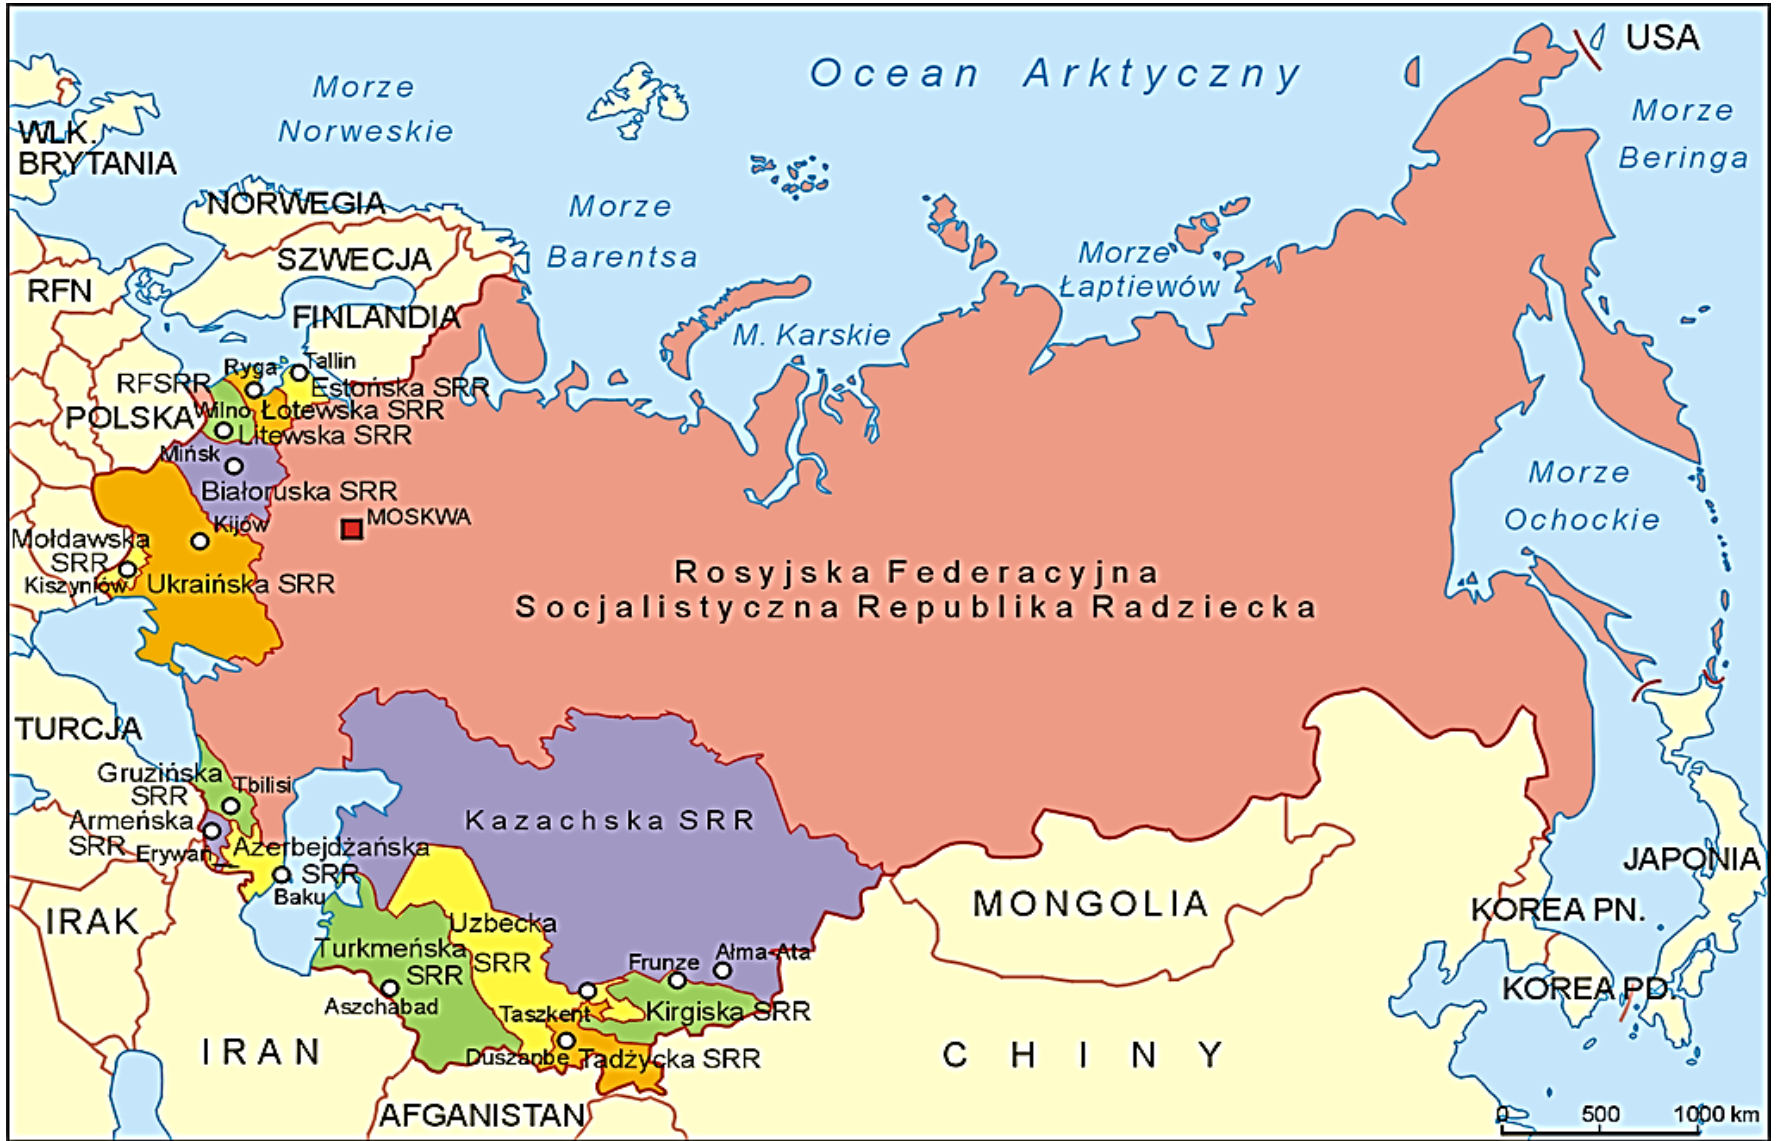 USA
Ocean Arktyczny
Morze
Norweskie
Morze
Beringa
WLK.
BRYTANIA
NORWEGIA
Morze
Barentsa
SZWECJA
Morze
Łaptiewów
RFN
FINLANDIA
M. Karskie
Ryga
Tallin
RFSRR
Estońska SRR
POLSKA
Wilno
Łotewska SRR
Litewska SRR
Mińsk
Białoruska SRR
Morze
Ochockie
MOSKWA
Kijów
Mołdawska
SRR
Kiszyniów
Ukraińska SRR
Rosyjska Federacyjna
Socjalistyczna Republika Radziecka
TURCJA
Gruzińska
SRR
Tbilisi
Armeńska
SRR
Erywań
Azerbejdżańska
SRR
Baku
Kazachska SRR
JAPONIA
IRAK
MONGOLIA
KOREA PN.
Uzbecka
SRR
Turkmeńska
SRR
Frunze
Ałma-Ata
KOREA PD.
Aszchabad
Taszkent
Kirgiska SRR
IRAN
Duszanbe
Tadżycka SRR
CHINY
AFGANISTAN
0 500 1000 km